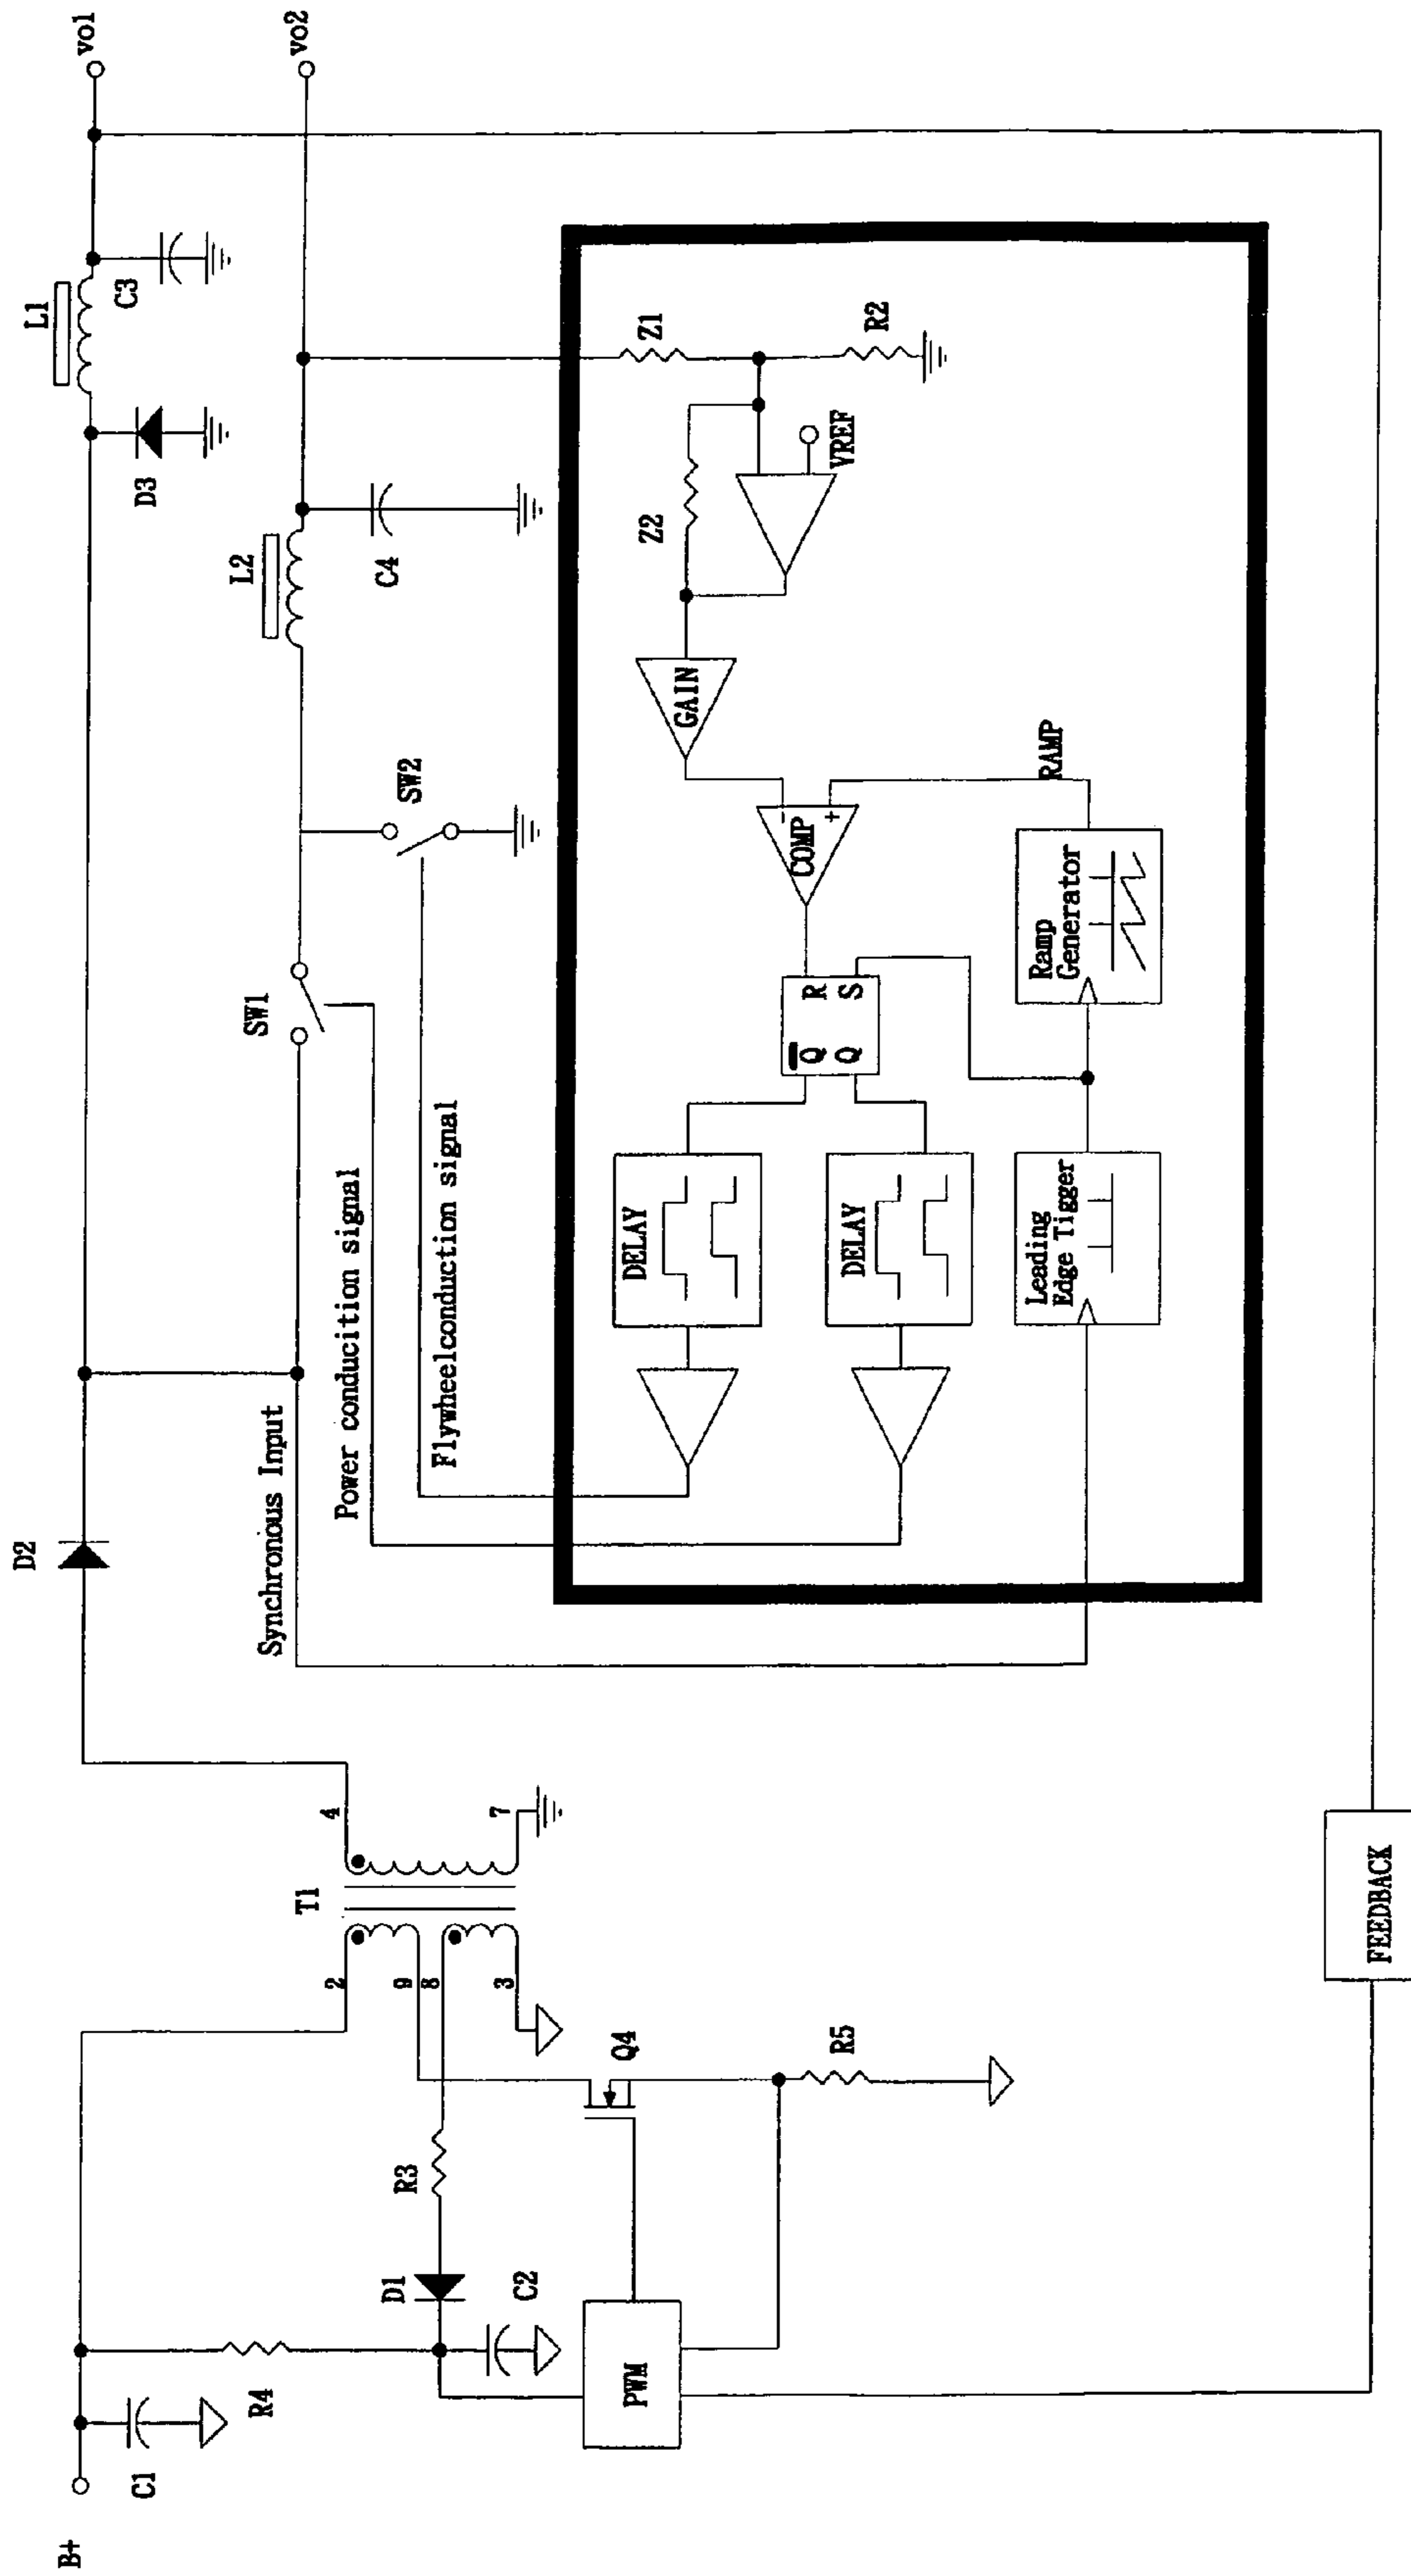 B+
C1
R4
D1
C2
R3
PWM
Q4
R5
T1
2
9
8
3
4
7
FEEDBACK
D2
Synchronous Input
Power conducition signal
Flywheelconduction signal
SW1
SW2
L2
C4
D3
L1
C3
vo1
vo2
DELAY
DELAY
Leading
Edge Tigger
Q
Q
R
S
Ramp
Generator
RAMP
COMP
-
+
GAIN
Z2
VREF
Z1
R2